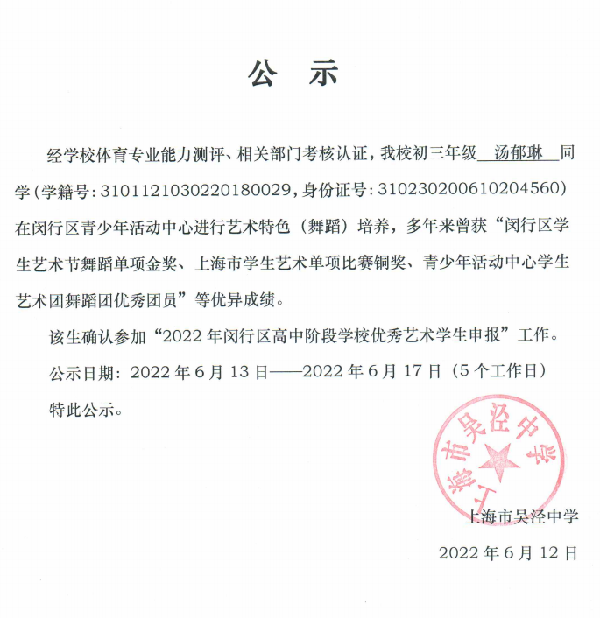 公 示
经学校体育专业能力测评、相关部门考核认证，我校初三年级 汤郁琳 同
学(学籍号：3101121030220180029，身份证号：310230200610204560)
在闵行区青少年活动中心进行艺术特色（舞蹈）培养，多年来曾获“闵行区学
生艺术节舞蹈单项金奖、上海市学生艺术单项比赛铜奖、青少年活动中心学生
艺术团舞蹈团优秀团员”等优异成绩。
该生确认参加“2022年闵行区高中阶段学校优秀艺术学生申报”工作。
公示日期：2022年6月13日——2022年6月17日（5个工作日）
特此公示。
上海市吴泾中学
上海市吴泾中学
2022年6月12日